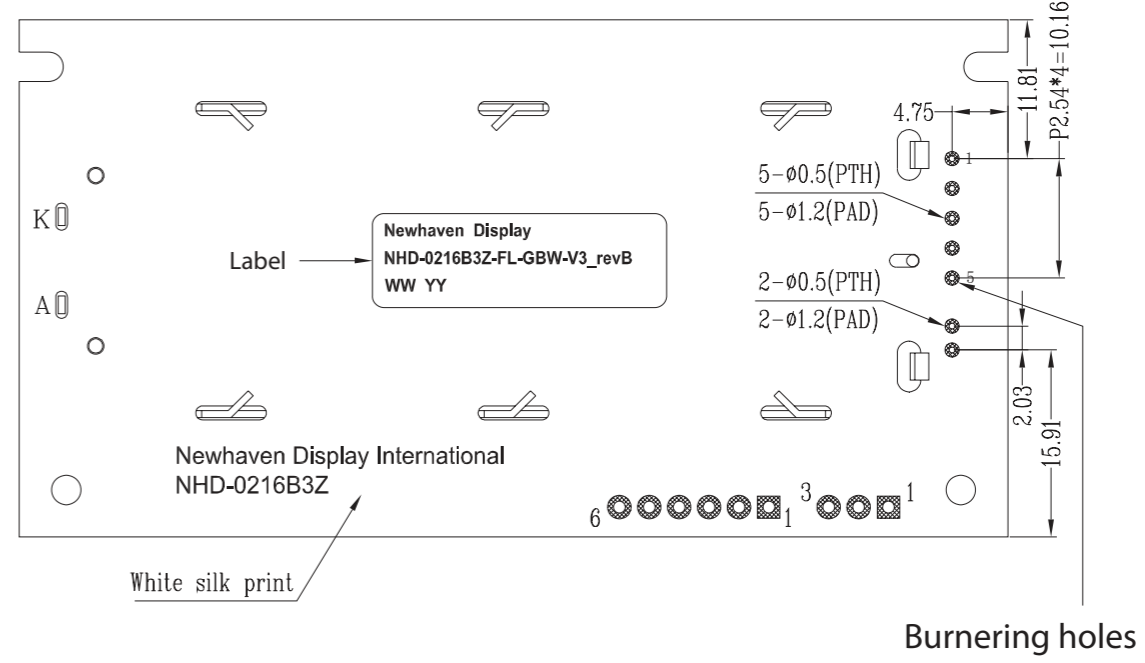 P2.54*4=10.16
11.81
4.75
1
5-ø0.5(PTH)
5-ø1.2(PAD)
K
Newhaven Display
NHD-0216B3Z-FL-GBW-V3_revB
WW YY
Label
5
2-ø0.5(PTH)
2-ø1.2(PAD)
A
2.03
15.91
Newhaven Display International
NHD-0216B3Z
6
1
3
1
White silk print
Burnering holes